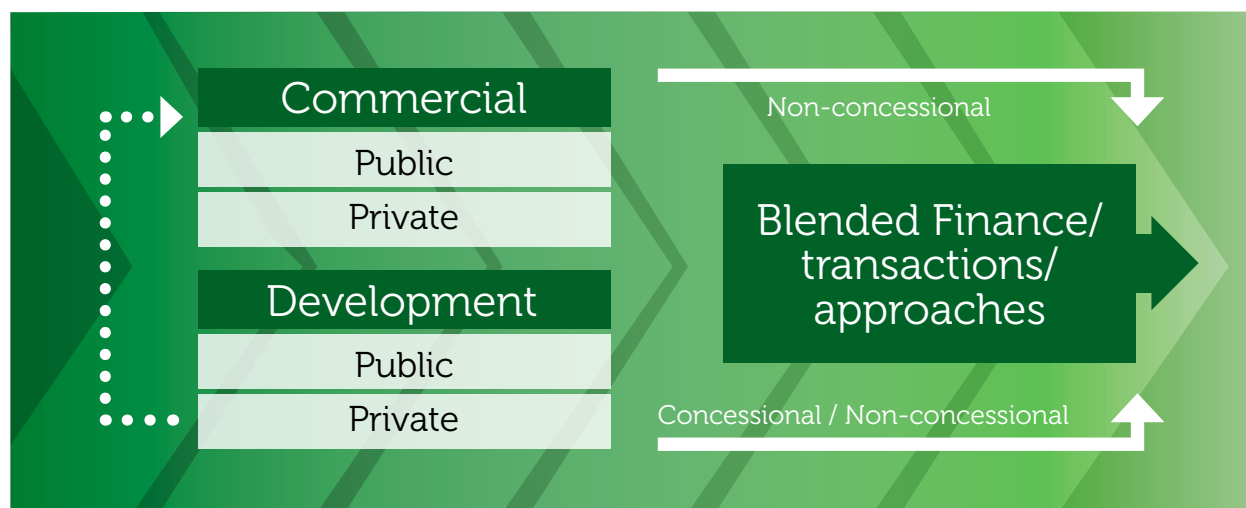 Commercial
Public
Private
Development
Public
Private
Non-concessional
Blended Finance/
transactions/
approaches
Concessional / Non-concessional